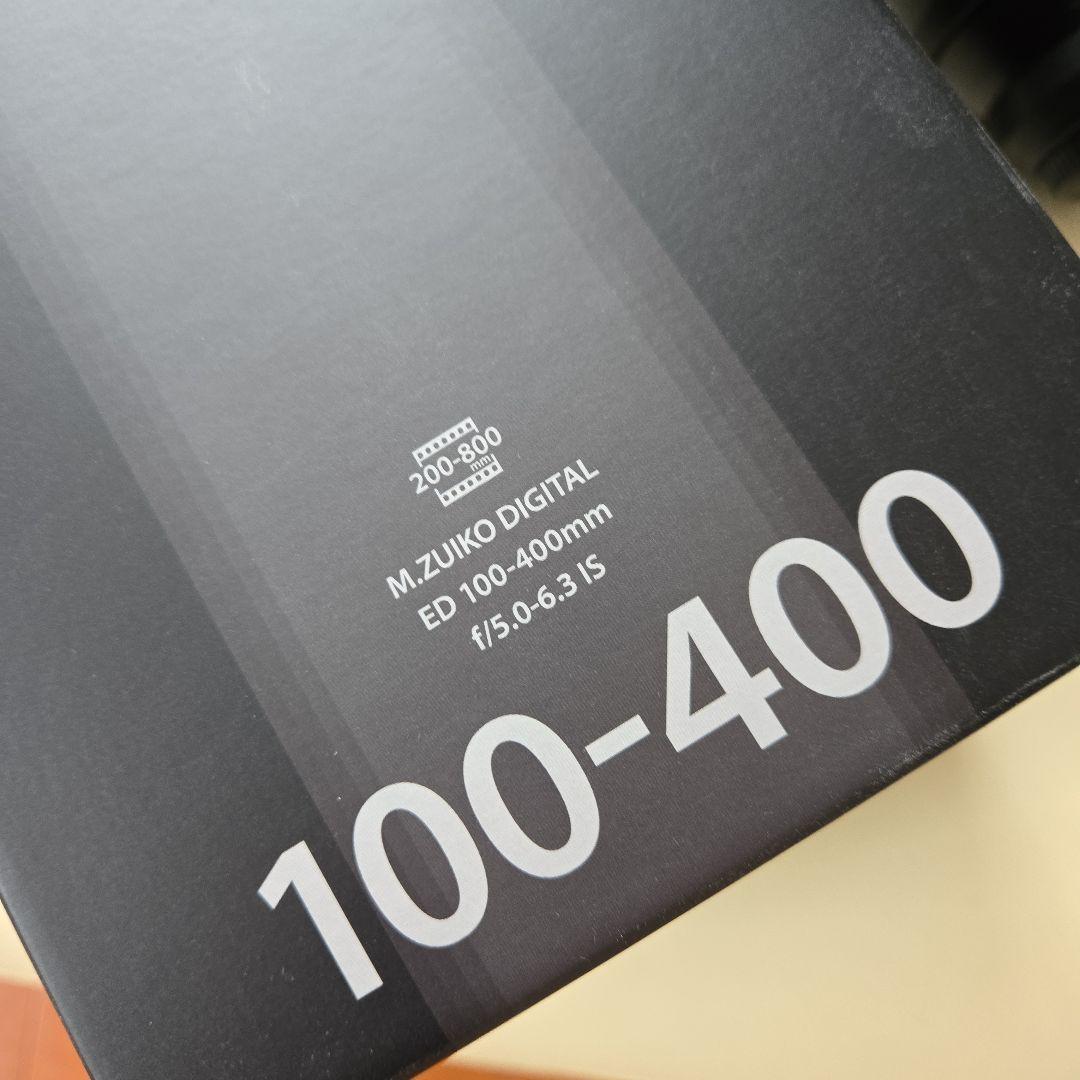 200-800
mm
M.ZUIKO DIGITAL
ED 100-400mm
f/5.0-6.3 IS
100-400